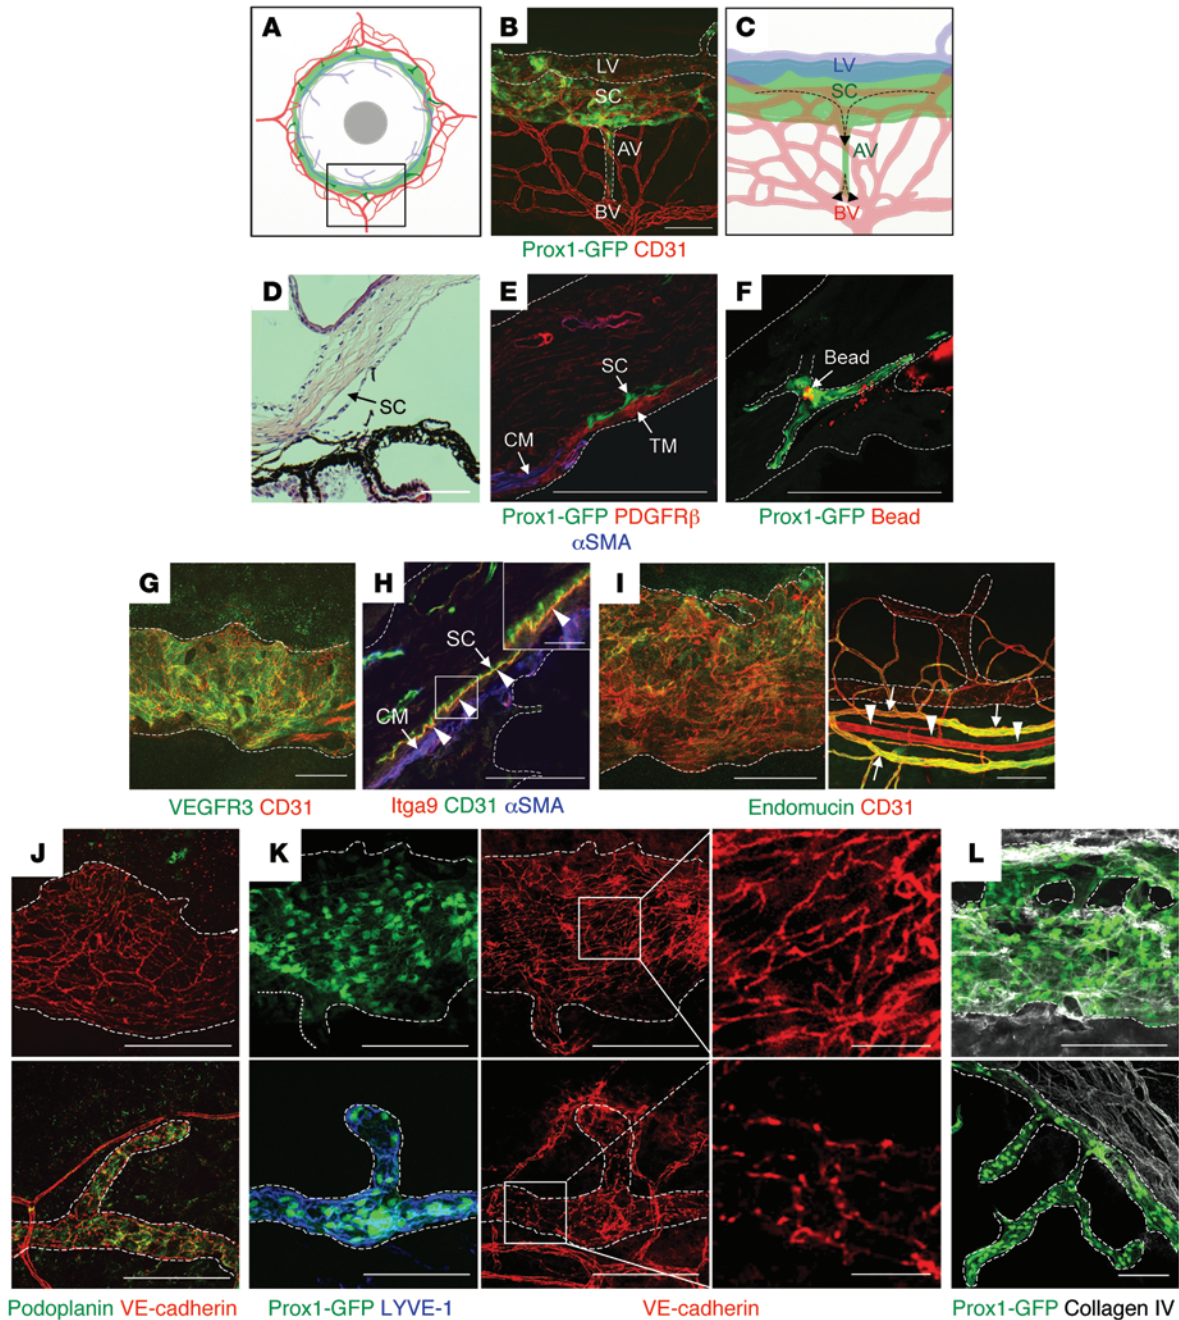 A
B
LV
SC
AV
BV
Prox1-GFP CD31
C
LV
SC
AV
BV
D
SC
E
SC
CM
TM
Prox1-GFP PDGFRβ
αSMA
F
Bead
Prox1-GFP Bead
G
VEGFR3 CD31
H
SC
CM
Itga9 CD31 αSMA
I
Endomucin CD31
J
Podoplanin VE-cadherin
K
Prox1-GFP LYVE-1
VE-cadherin
L
Prox1-GFP Collagen IV